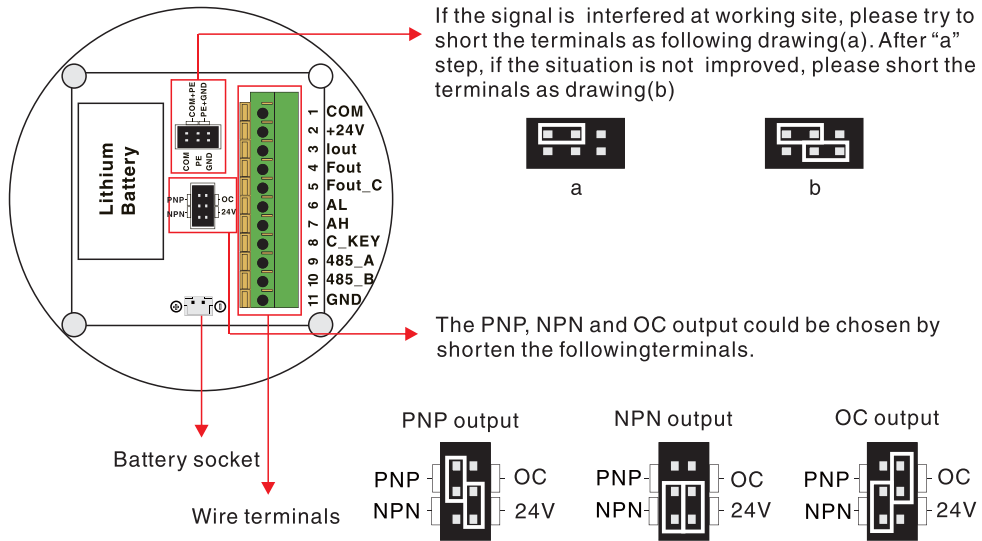 If the signal is  interfered at working site, please try to
short the terminals as following drawing(a). After “a”
step, if the situation is not  improved, please short the
terminals as drawing(b)
a
b
COM+PE
PE+GND
COM
PE
GND
Lithium
Battery
PNP
NPN
OC
24V
1 COM
2 +24V
3 Iout
4 Fout
5 Fout_C
6 AL
7 AH
8 C_KEY
9 485_A
10 485_B
11 GND
The PNP, NPN and OC output could be chosen by
shorten the followingterminals.
Battery socket
Wire terminals
PNP output
PNP
OC
NPN
24V
NPN output
PNP
OC
NPN
24V
OC output
PNP
OC
NPN
24V